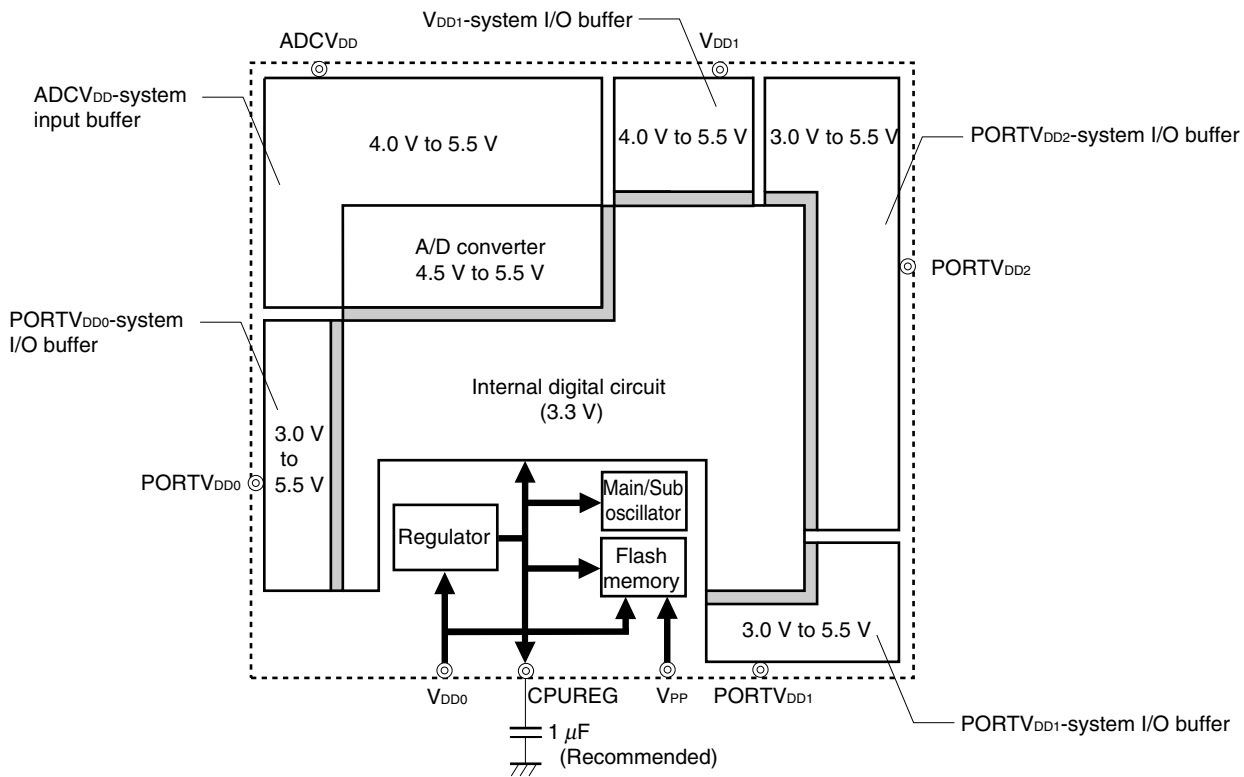 VDD1-system I/O buffer
ADCVDD
VDD1
ADCVDD-system
input buffer
4.0 V to 5.5 V
4.0 V to 5.5 V
3.0 V to 5.5 V
PORTVDD2-system I/O buffer
A/D converter
4.5 V to 5.5 V
PORTVDD2
PORTVDD0-system
I/O buffer
Internal digital circuit
(3.3 V)
3.0 V
to
5.5 V
PORTVDD0
Main/Sub
oscillator
Regulator
Flash
memory
3.0 V to 5.5 V
VDD0
CPUREG
VPP
PORTVDD1
PORTVDD1-system I/O buffer
1 μF
(Recommended)